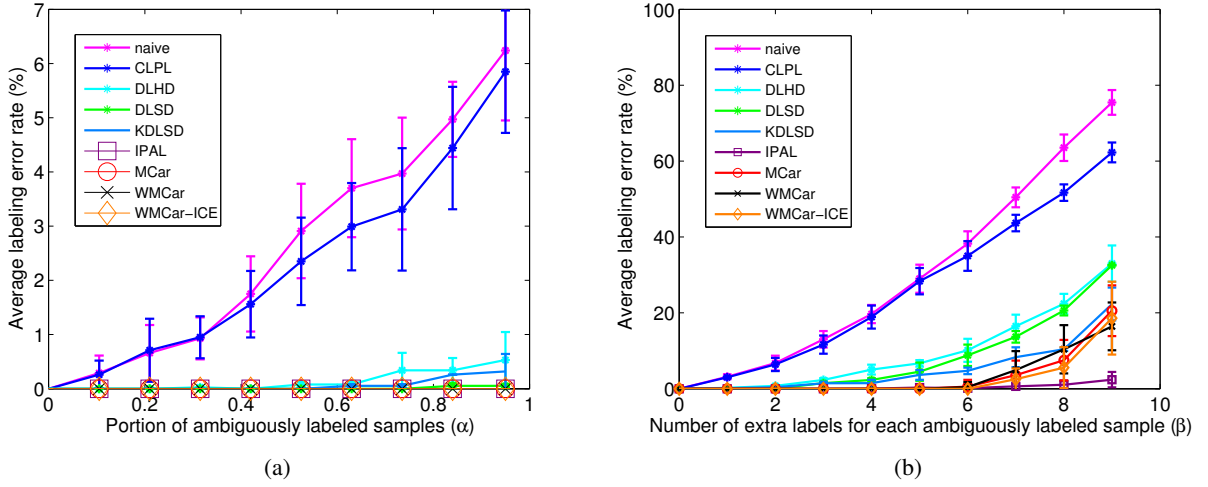 Average labeling error rate (%)
7
6
5
4
3
2
1
0
naive
CLPL
DLHD
DLSD
KDLSD
IPAL
MCar
WMCar
WMCar-ICE
0 0.2 0.4 0.6 0.8 1
Portion of ambiguously labeled samples (α)
(a)
Average labeling error rate (%)
100
80
60
40
20
0
naive
CLPL
DLHD
DLSD
KDLSD
IPAL
MCar
WMCar
WMCar-ICE
0 2 4 6 8 10
Number of extra labels for each ambiguously labeled sample (β)
(b)